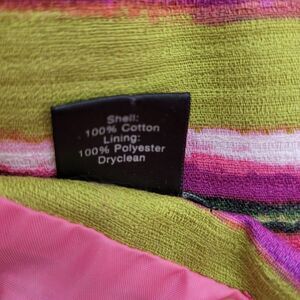 Shell:
100% Cotton
Lining:
100% Polyester
Dryclean